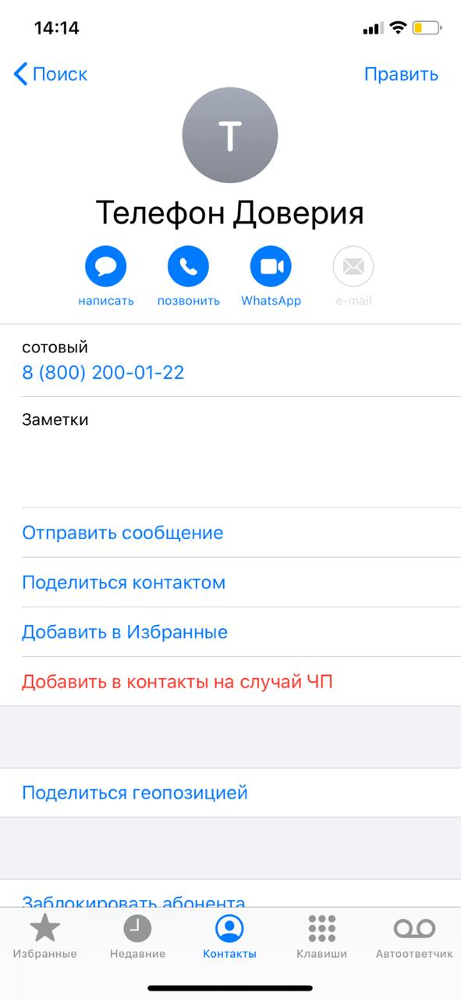 14:14
Поиск
Править
Т
Телефон Доверия
написать
позвонить
WhatsApp
e-mail
сотовый
8 (800) 200-01-22
Заметки
Отправить сообщение
Поделиться контактом
Добавить в Избранные
Добавить в контакты на случай ЧП
Поделиться геопозицией
Заблокировать абонента
Избранные
Недавние
Контакты
Клавиши
Автоответчик